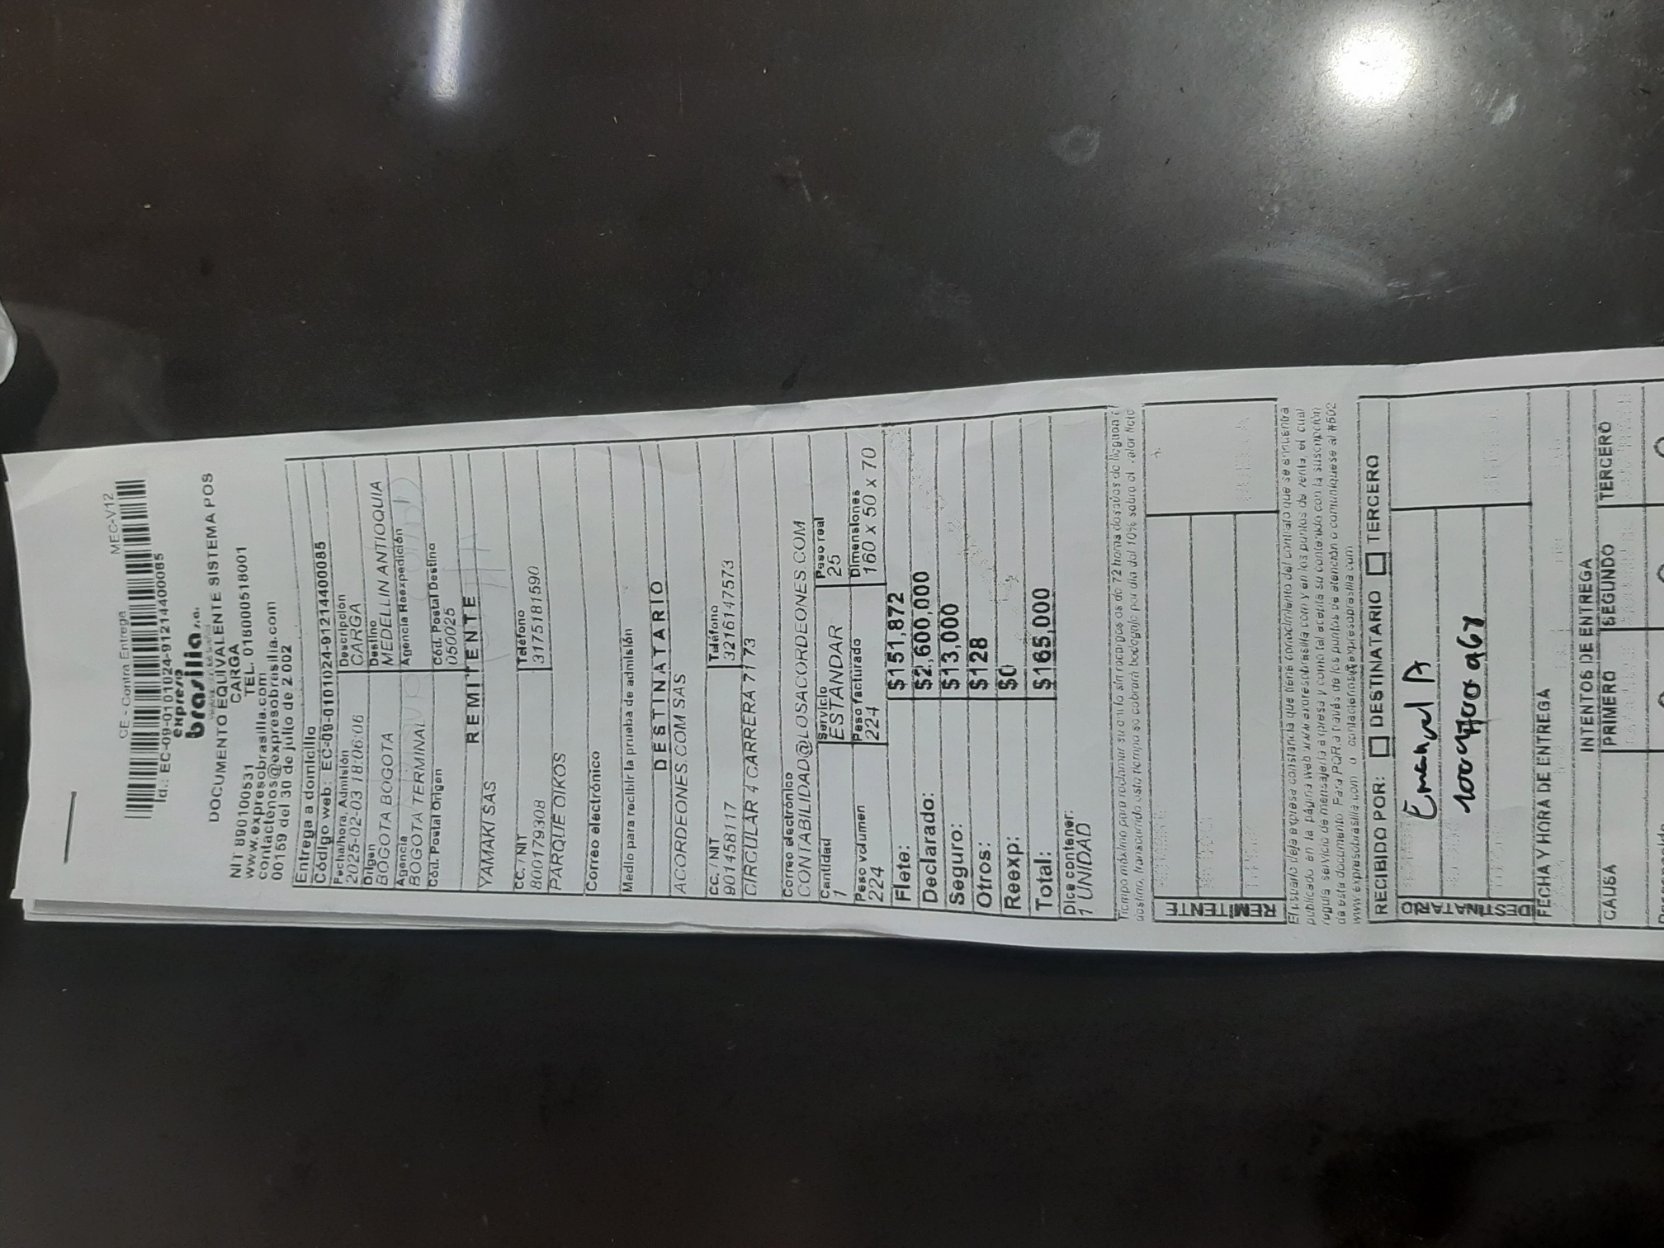 CE - Contra Entrega MEC-V12
Id.: EC-09-0101024-91214400085
expreso
brasilia s.a.
DOCUMENTO EQUIVALENTE SISTEMA POS
CARGA
NIT 890100531 TEL. 018000518001
www.expresobrasilia.com
contactenos@expresobrasilia.com
00159 del 30 de julio de 2002
Entrega a domicilio
Código web: EC-09-0101024-91214400085
Fecha/hora. Admisión Descripción
2025-02-03 18:06:06 CARGA
Origen Destino
BOGOTA BOGOTA MEDELLIN ANTIOQUIA
Agencia Agencia Reexpedición
BOGOTA TERMINAL
Cód. Postal Origen Cód. Postal Destino
050025
REMITENTE
YAMAKI SAS
CC. / NIT Teléfono
800179308 3175181590
PARQUE OIKOS
Correo electrónico
Medio para recibir la prueba de admisión
DESTINATARIO
ACORDEONES.COM SAS
CC. / NIT Teléfono
901458117 3216147573
CIRCULAR 4 CARRERA 71 73
Correo electrónico
CONTABILIDAD@LOSACORDEONES.COM
Cantidad Servicio Peso real
1 ESTANDAR 25
Peso volumen Peso facturado Dimensiones
224 224 160 x 50 x 70
Flete: $151,872
Declarado: $2,600,000
Seguro: $13,000
Otros: $128
Reexp: $0
Total: $165,000
Dice contener:
1 UNIDAD
REMITENTE
RECIBIDO POR: DESTINATARIO TERCERO
Emanuel A
DESTINATARIO
FECHA Y HORA DE ENTREGA
INTENTOS DE ENTREGA
CAUSA PRIMERO SEGUNDO TERCERO